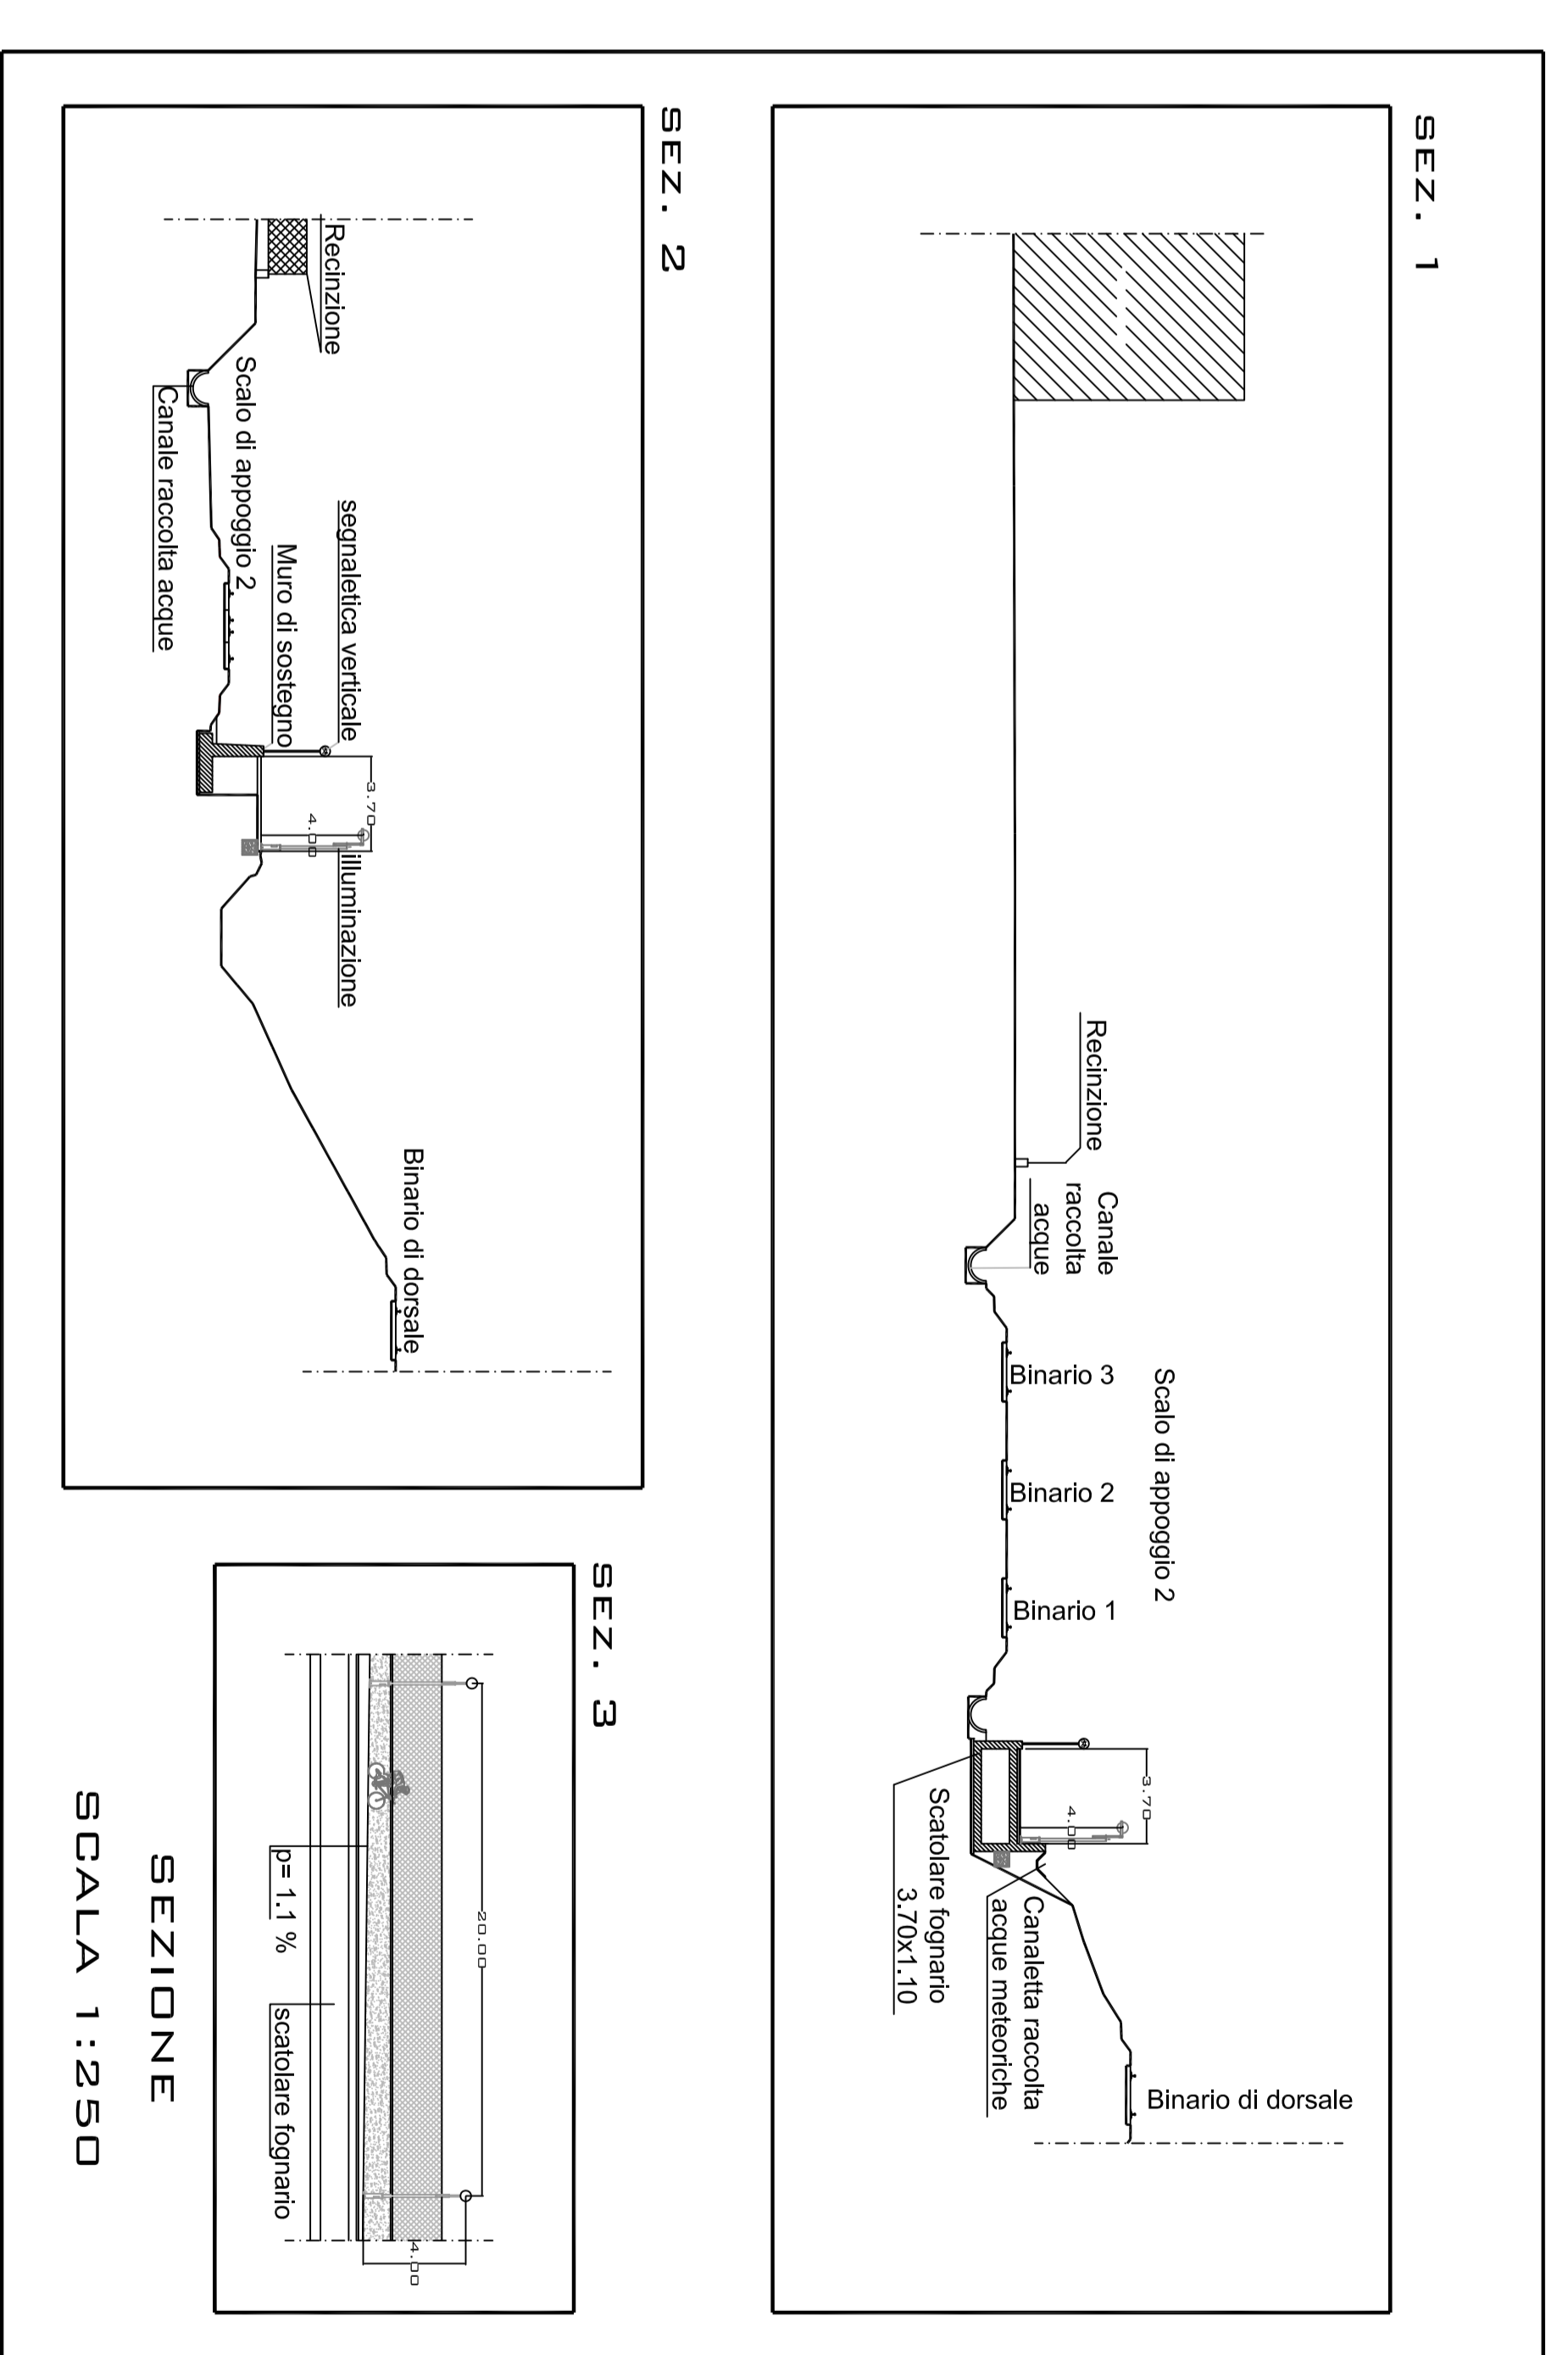 SEZ. 1
Recinzione
Canale
raccolta
acque
Scalo di appoggio 2
Binario 3
Binario 2
Binario 1
3.70
4.00
Scatolare fognario
3.70x1.10
Canaletta raccolta
acque meteoriche
Binario di dorsale
SEZ. 2
Recinzione
Scalo di appoggio 2
Canale raccolta acque
segnaletica verticale
Muro di sostegno
3.70
4.00
illuminazione
Binario di dorsale
SEZ. 3
20.00
4.00
p= 1.1 %
scatolare fognario
SEZIONE
SCALA 1:250